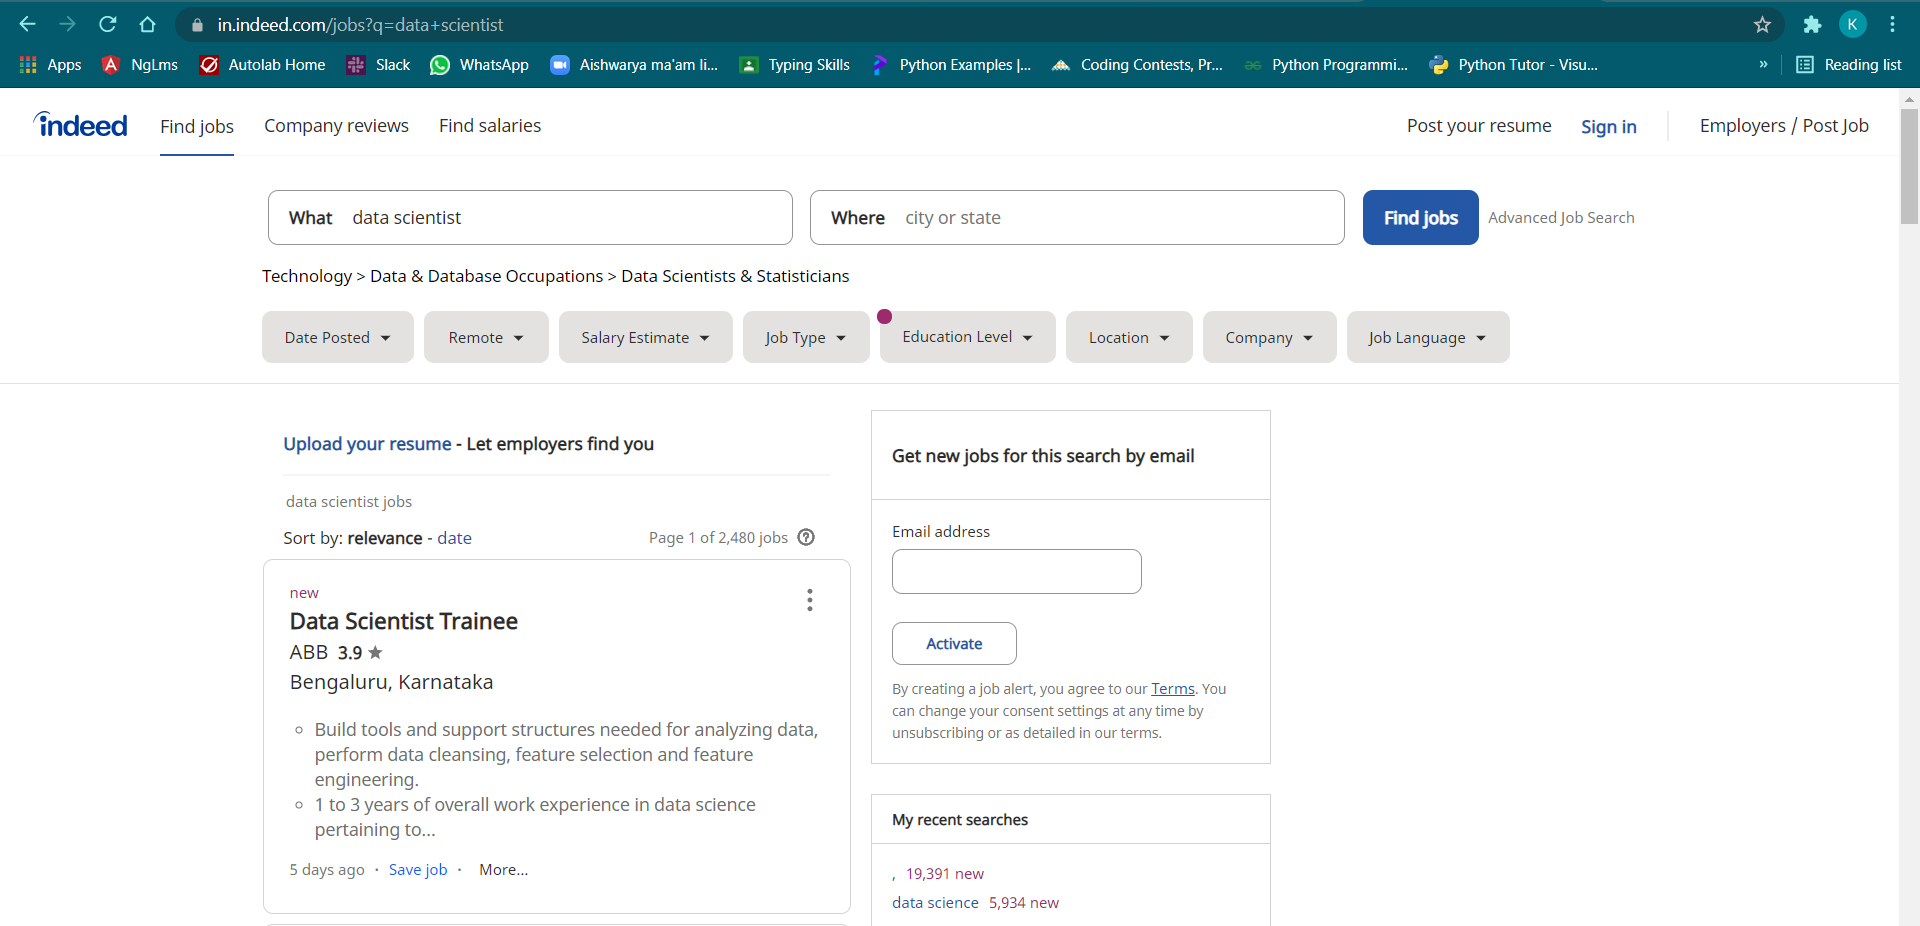 in.indeed.com/jobs?q=data+scientist
K
Apps NgLms Autolab Home Slack WhatsApp Aishwarya ma'am li... Typing Skills Python Examples |... Coding Contests, Pr... Python Programmi... Python Tutor - Visu... » Reading list
indeed Find jobs Company reviews Find salaries Post your resume Sign in Employers / Post Job
What data scientist Where city or state Find jobs Advanced Job Search
Technology > Data & Database Occupations > Data Scientists & Statisticians
Date Posted Remote Salary Estimate Job Type Education Level Location Company Job Language
Upload your resume - Let employers find you
data scientist jobs
Sort by: relevance - date Page 1 of 2,480 jobs ?
new
Data Scientist Trainee
ABB 3.9 ★
Bengaluru, Karnataka
Build tools and support structures needed for analyzing data,
perform data cleansing, feature selection and feature
engineering.
1 to 3 years of overall work experience in data science
pertaining to...
5 days ago · Save job · More...
Get new jobs for this search by email
Email address
Activate
By creating a job alert, you agree to our Terms. You
can change your consent settings at any time by
unsubscribing or as detailed in our terms.
My recent searches
, 19,391 new
data science 5,934 new